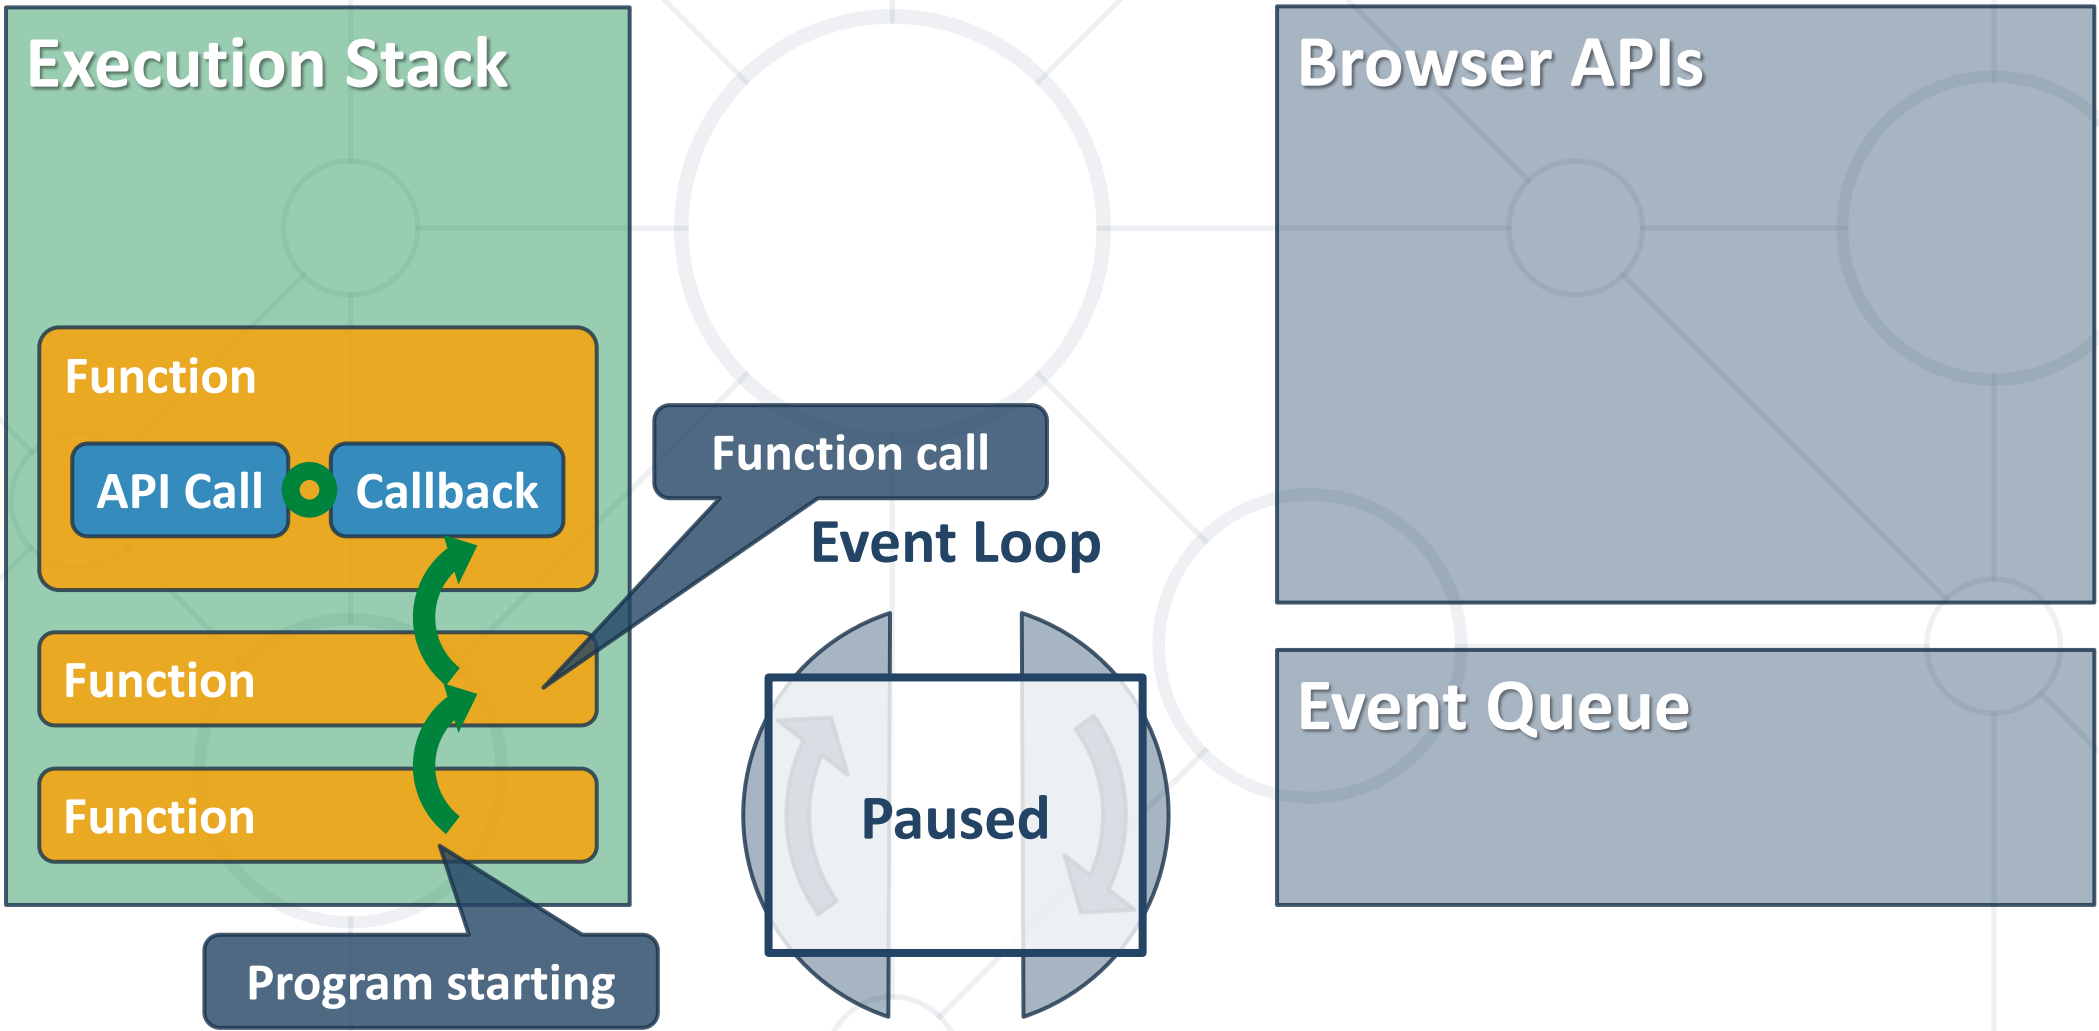 Execution Stack
Function
API Call
Callback
Function
Function
Function call
Program starting
Event Loop
Paused
Browser APIs
Event Queue